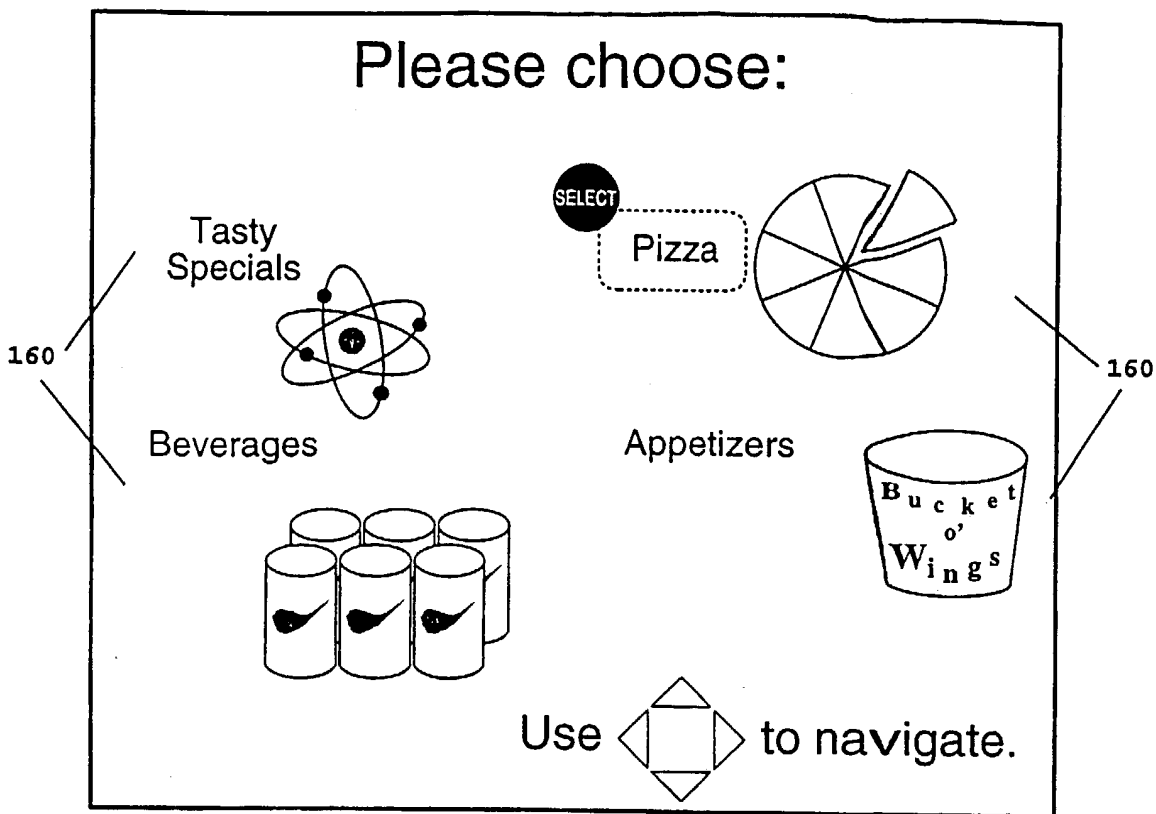 Please choose:
SELECT
Tasty
Specials
Pizza
160
160
Beverages
Appetizers
Bucket
o'
Wings
Use to navigate.